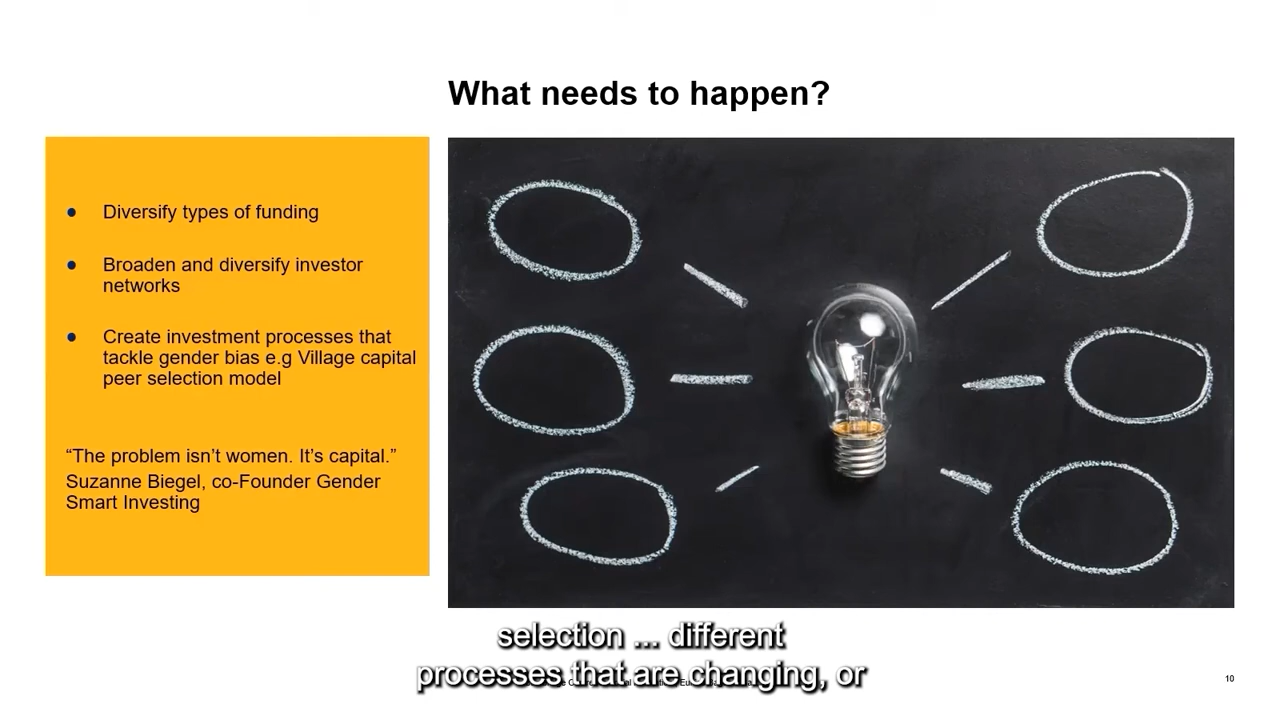 What needs to happen?
● Diversify types of funding
● Broaden and diversify investor
networks
● Create investment processes that
tackle gender bias e.g Village capital
peer selection model
“The problem isn’t women. It’s capital.”
Suzanne Biegel, co-Founder Gender
Smart Investing
selection ... different
processes that are changing, or
10